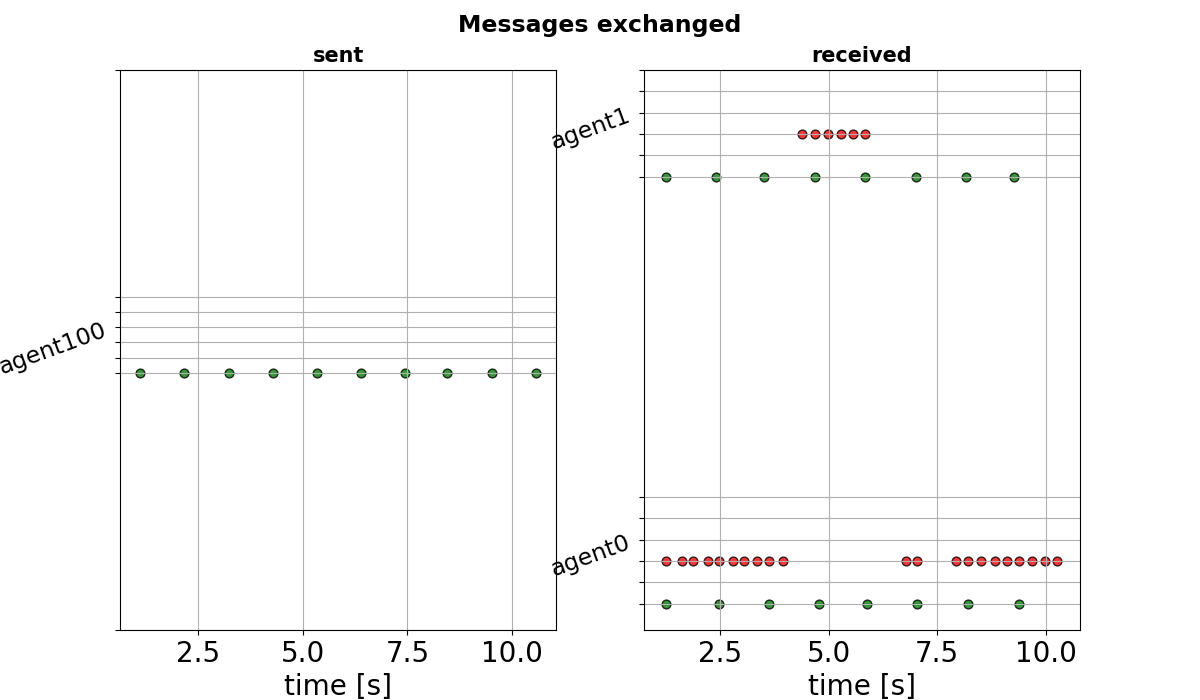 Messages exchanged
sent
received
agent100
agent1
agent0
2.5 5.0 7.5 10.0
2.5 5.0 7.5 10.0
time [s]
time [s]